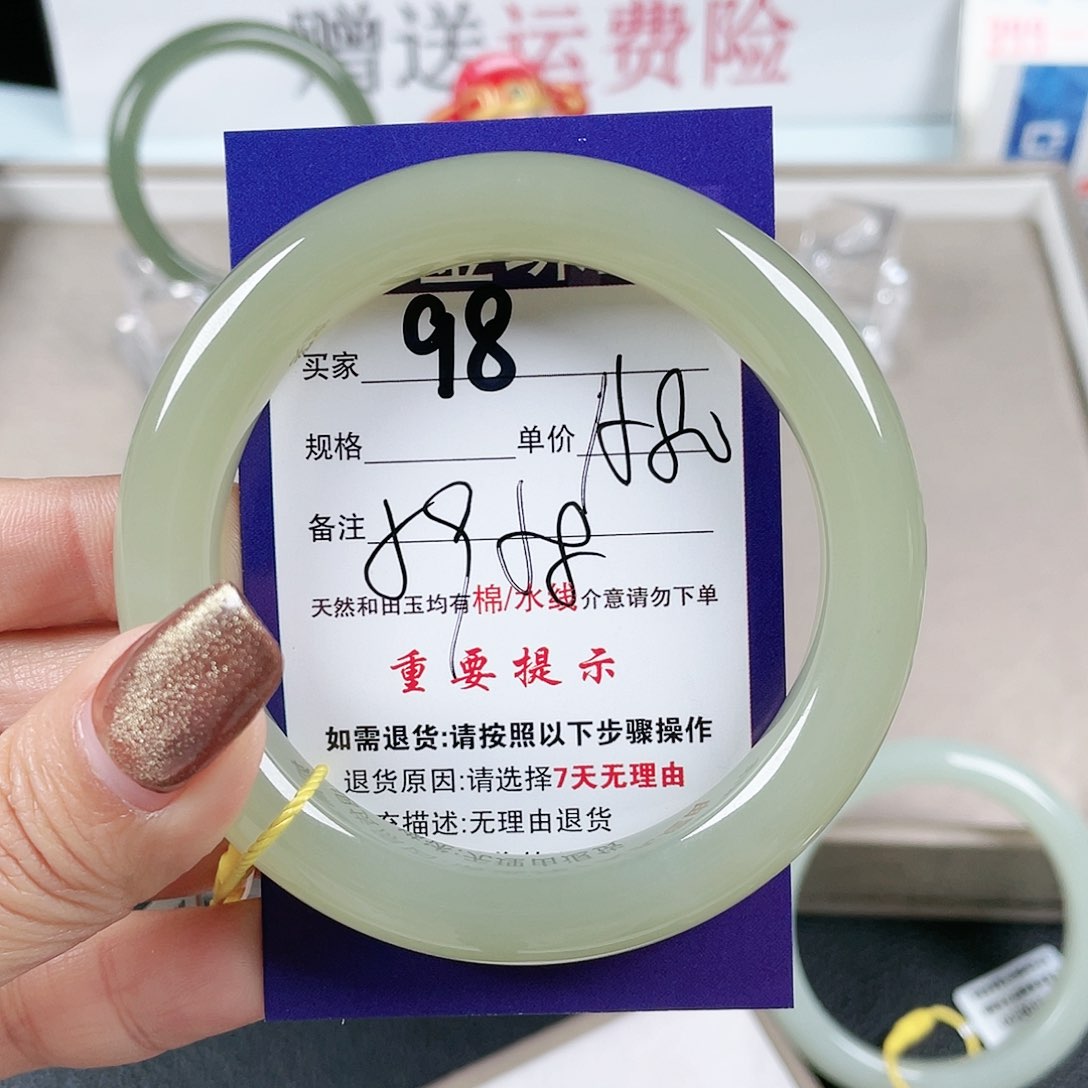 赠送运费险
买家 98
规格 单价
备注
天然和田玉均有棉/水线介意请勿下单
重要提示
如需退货:请按照以下步骤操作
退货原因:请选择7天无理由
充描述:无理由退货